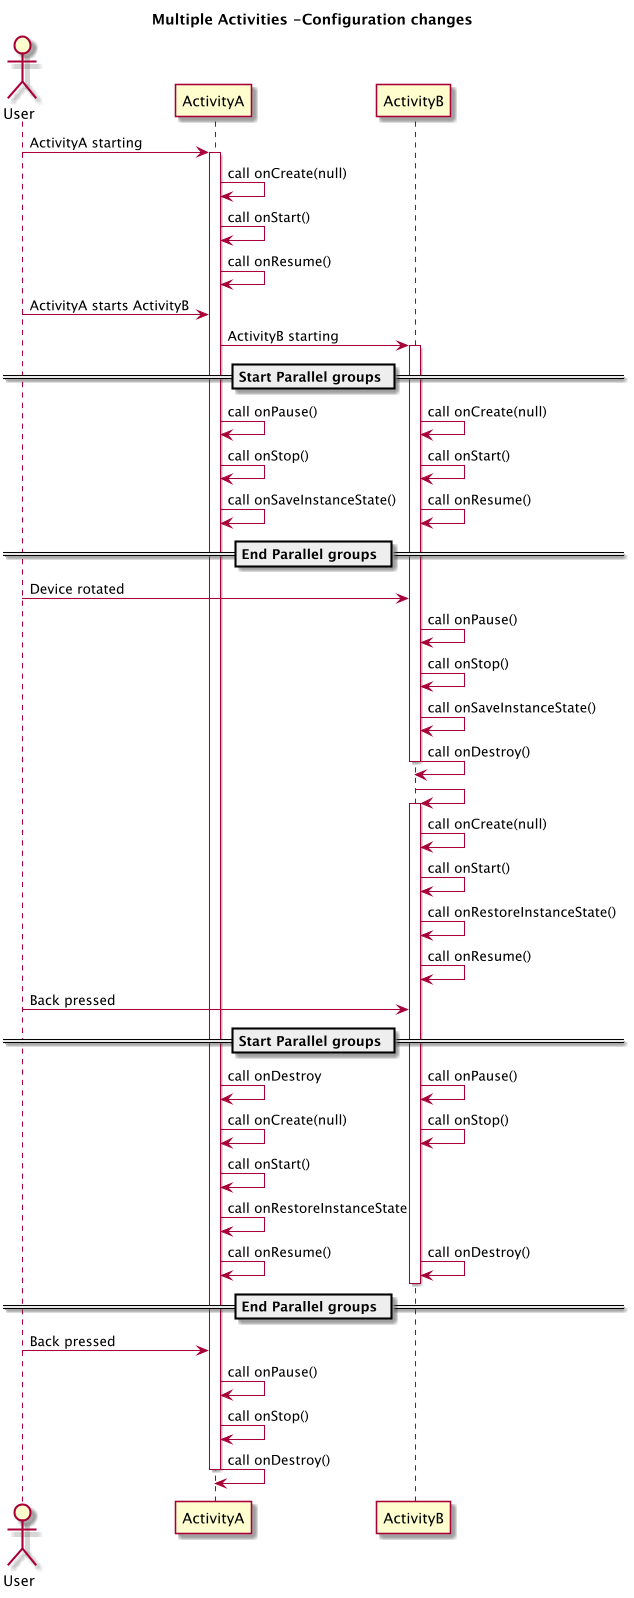 Multiple Activities -Configuration changes
User
ActivityA
ActivityB
ActivityA starting
call onCreate(null)
call onStart()
call onResume()
ActivityA starts ActivityB
ActivityB starting
Start Parallel groups
call onPause()
call onCreate(null)
call onStop()
call onStart()
call onSaveInstanceState()
call onResume()
End Parallel groups
Device rotated
call onPause()
call onStop()
call onSaveInstanceState()
call onDestroy()
call onCreate(null)
call onStart()
call onRestoreInstanceState()
call onResume()
Back pressed
Start Parallel groups
call onDestroy
call onPause()
call onCreate(null)
call onStop()
call onStart()
call onRestoreInstanceState
call onResume()
call onDestroy()
End Parallel groups
Back pressed
call onPause()
call onStop()
call onDestroy()
User
ActivityA
ActivityB